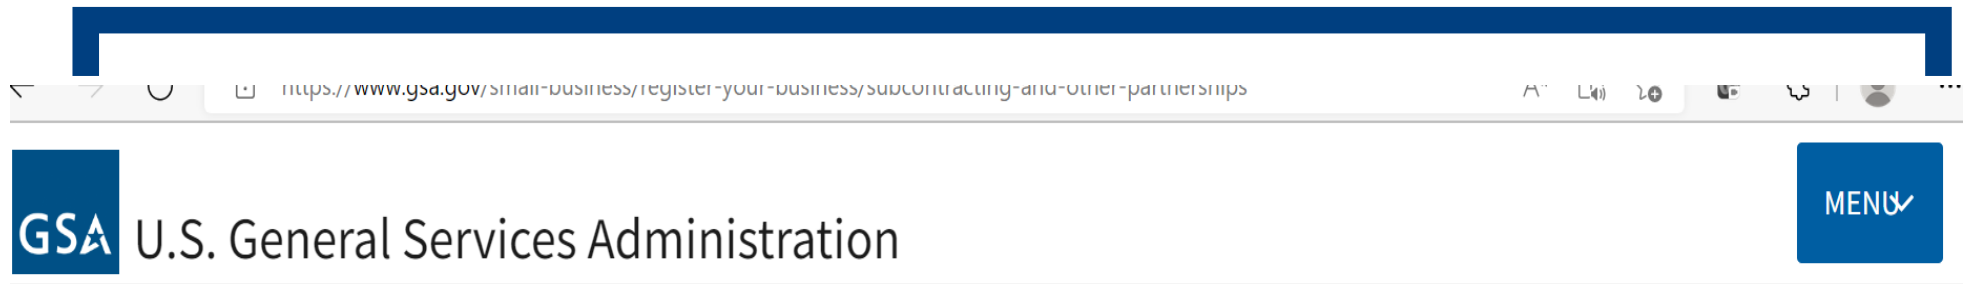 https://www.gsa.gov/small-business/register-your-business/subcontracting-and-other-partnerships
MENU
GSA
U.S. General Services Administration